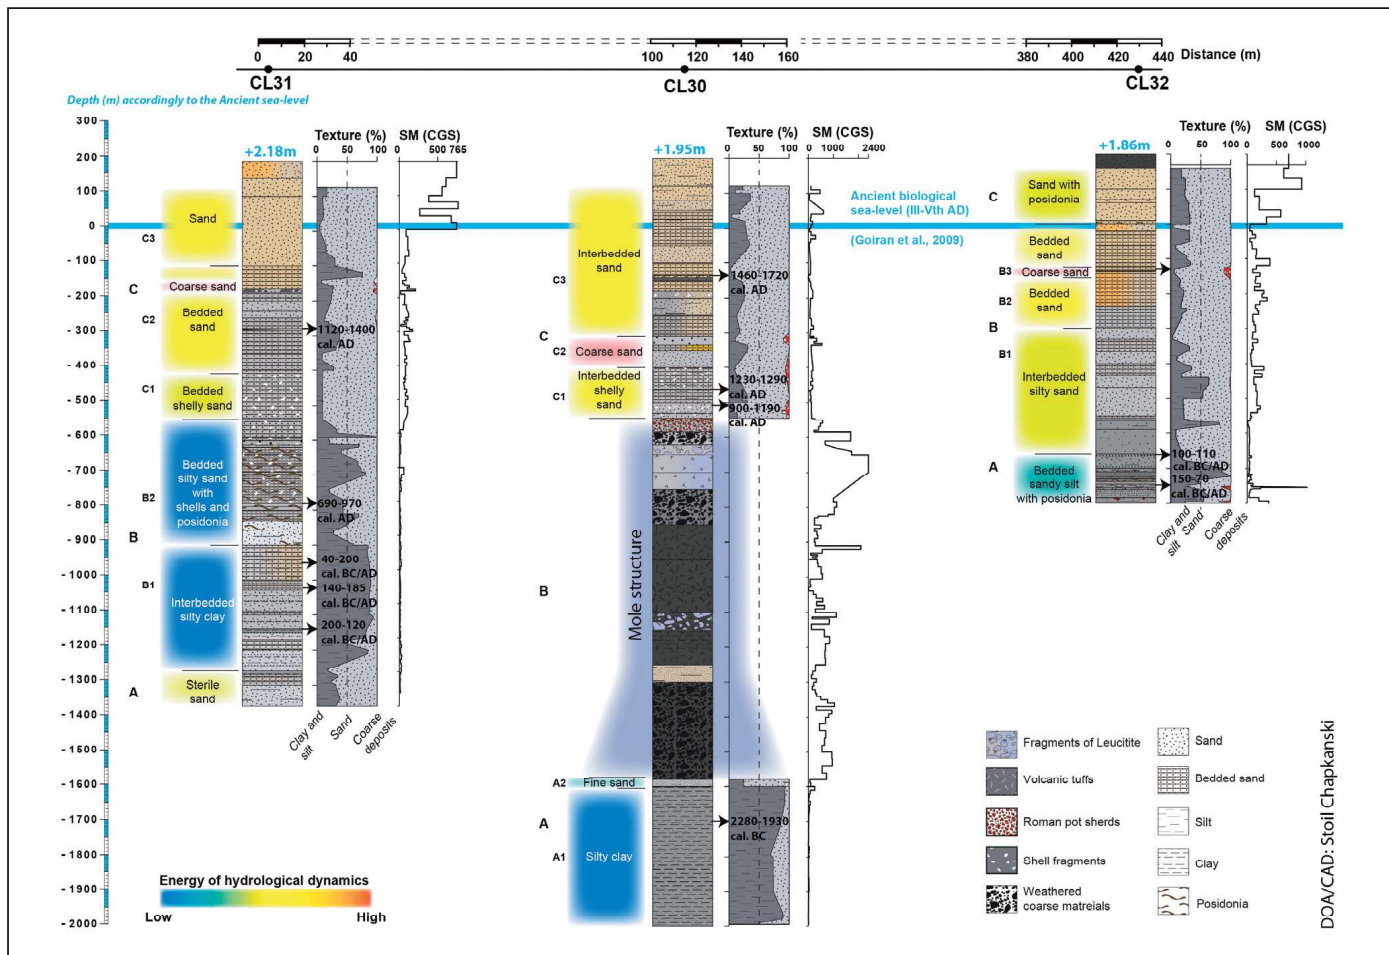 0 20 40 100 120 140 160 380 400 420 440 Distance (m)
CL31 CL30 CL32
Depth (m) accordingly to the Ancient sea-level
300
200
100
0
- 100
- 200
- 300
- 400
- 500
- 600
- 700
- 800
- 900
- 1000
- 1100
- 1200
- 1300
- 1400
- 1500
- 1600
- 1700
- 1800
- 1900
- 2000
+2.18m
Texture (%)
0 50 100
SM (CGS)
0 500 765
Sand
C3
C
Coarse sand
C2
Bedded
sand
1120-1400
cal. AD
C1
Bedded
shelly sand
Bedded
silty sand
with
shells and
posidonia
B2
690-970
cal. AD
B
40-200
cal. BC/AD
B1
140-185
cal. BC/AD
Interbedded
silty clay
200-120
cal. BC/AD
A
Sterile
sand
Clay and
silt
Sand
Coarse
deposits
+1.95m
Texture (%)
0 50 100
SM (CGS)
0 1000 2400
Ancient biological
sea-level (III-Vth AD)
(Goiran et al., 2009)
Interbedded
sand
C3
1460-1720
cal. AD
C
C2
Coarse sand
Interbedded
shelly
sand
C1
1230-1290
cal. AD
900-1190
cal. AD
Mole structure
B
A2
Fine sand
A
A1
Silty clay
2280-1930
cal. BC
+1.86m
Texture (%)
0 50 100
SM (CGS)
0 500 1000
C
Sand with
posidonia
Bedded
sand
B3
Coarse sand
B2
Bedded
sand
B
B1
Interbedded
silty sand
A
Bedded
sandy silt
with posidonia
100-110
cal. BC/AD
150-70
cal. BC/AD
Clay and
silt
Sand
Coarse
deposits
Energy of hydrological dynamics
Low High
Fragments of Leucitite
Volcanic tuffs
Roman pot sherds
Shell fragments
Weathered
coarse matreials
Sand
Bedded sand
Silt
Clay
Posidonia
DOA/CAD: Stoil Chapkanski